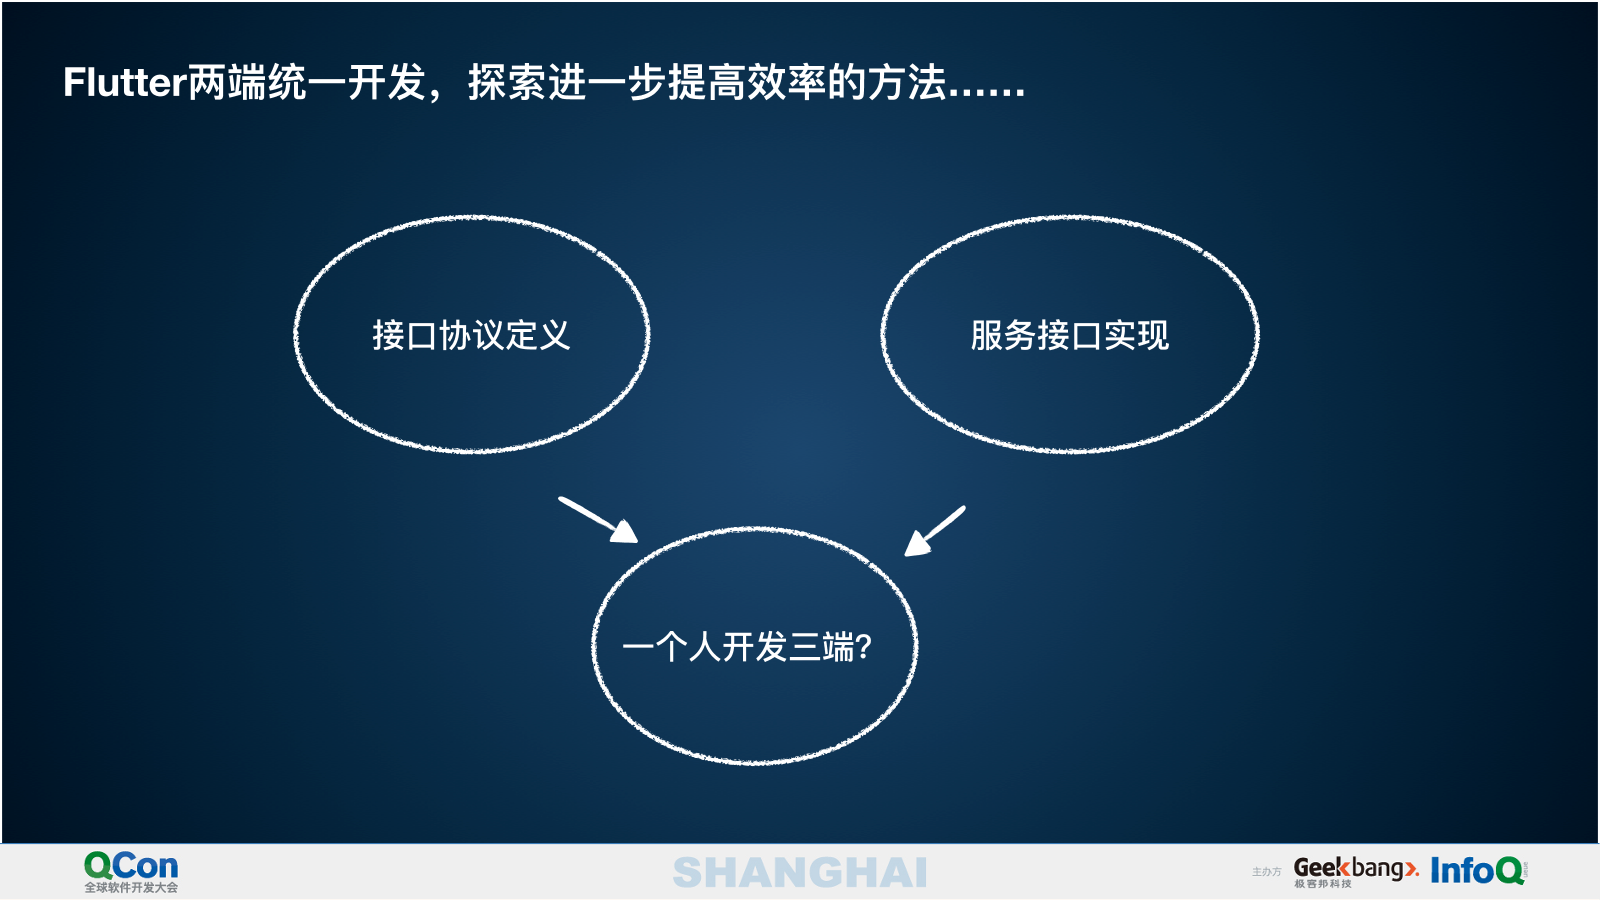 Flutter两端统一开发，探索进一步提高效率的方法......
接口协议定义
服务接口实现
一个人开发三端?
QCon
全球软件开发大会
SHANGHAI
主办方
Geekbang>.
极客邦科技
InfoQ